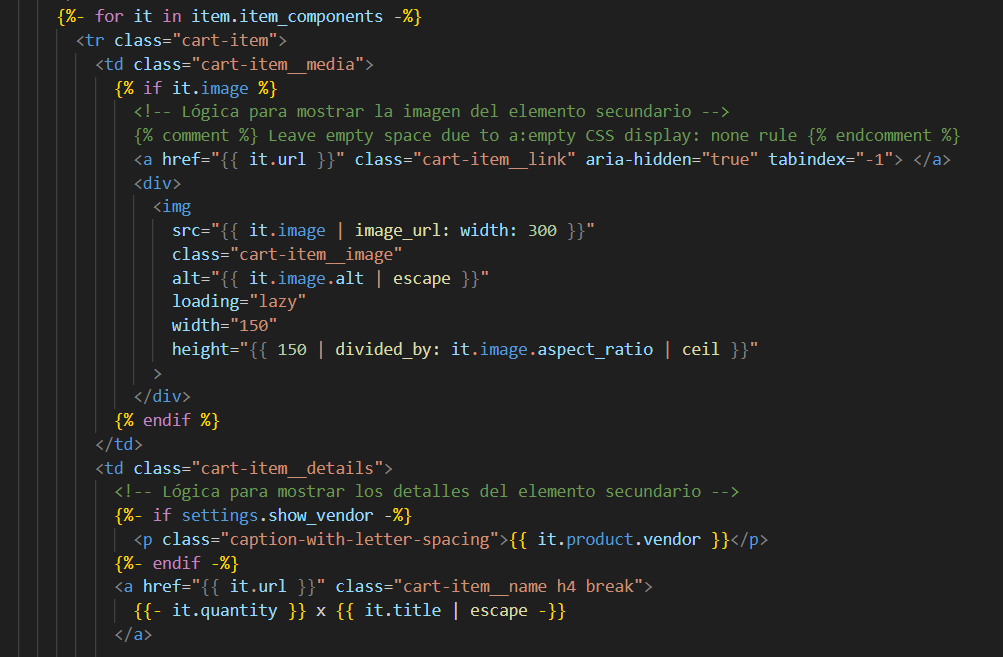 {%- for it in item.item_components -%}
<tr class="cart-item">
<td class="cart-item__media">
{% if it.image %}
<!-- Lógica para mostrar la imagen del elemento secundario -->
{% comment %} Leave empty space due to a:empty CSS display: none rule {% endcomment %}
<a href="{{ it.url }}" class="cart-item__link" aria-hidden="true" tabindex="-1"> </a>
<div>
<img
src="{{ it.image | image_url: width: 300 }}"
class="cart-item__image"
alt="{{ it.image.alt | escape }}"
loading="lazy"
width="150"
height="{{ 150 | divided_by: it.image.aspect_ratio | ceil }}"
>
</div>
{% endif %}
</td>
<td class="cart-item__details">
<!-- Lógica para mostrar los detalles del elemento secundario -->
{%- if settings.show_vendor -%}
<p class="caption-with-letter-spacing">{{ it.product.vendor }}</p>
{%- endif -%}
<a href="{{ it.url }}" class="cart-item__name h4 break">
{{- it.quantity }} x {{ it.title | escape -}}
</a>